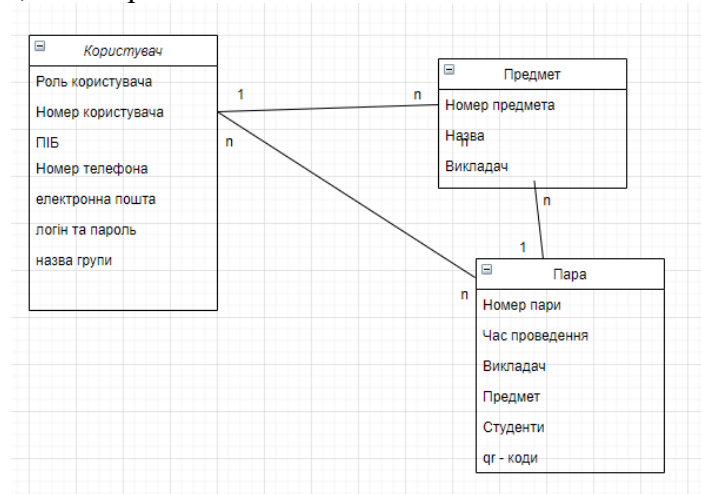 Користувач
Роль користувача
Номер користувача
ПІБ
Номер телефона
електронна пошта
логін та пароль
назва групи
1
n
n
n
Предмет
Номер предмета
Назва
n
Викладач
n
1
Пара
Номер пари
Час проведення
Викладач
Предмет
Студенти
qr - коди